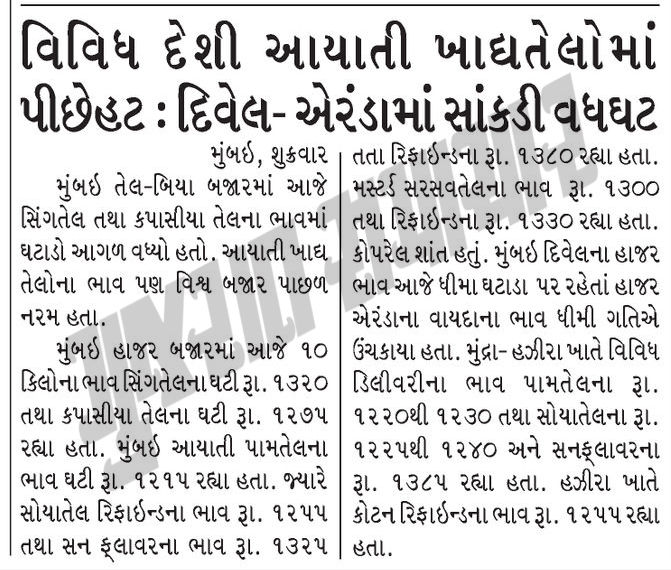 વિવિધ દેશી આયાતી ખાદ્યતેલોમાં
પીછેહટ : દિવેલ- એરંડામાં સાંકડી વધઘટ
મુંબઇ, શુક્રવાર
મુંબઇ તેલ-બિયા બજારમાં આજે
સિંગતેલ તથા કપાસીયા તેલના ભાવમાં
ઘટાડો આગળ વધ્યો હતો. આયાતી ખાદ્ય
તેલોના ભાવ પણ વિશ્વ બજાર પાછળ
નરમ હતા.
મુંબઇ હાજર બજારમાં આજે ૧૦
કિલોના ભાવ સિંગતેલના ઘટી રૂા. ૧૩૨૦
તથા કપાસીયા તેલના ઘટી રૂા. ૧૨૭૫
રહ્યા હતા. મુંબઇ આયાતી પામતેલના
ભાવ ઘટી રૂા. ૧૨૧૫ રહ્યા હતા. જ્યારે
સોયાતેલ રિફાઇન્ડના ભાવ રૂા. ૧૨૫૫
તથા સન ફ્લાવરના ભાવ રૂા. ૧૩૨૫
તતા રિફાઇન્ડના રૂા. ૧૩૮૦ રહ્યા હતા.
મસ્ટર્ડ સરસવતેલના ભાવ રૂા. ૧૩૦૦
તથા રિફાઇન્ડના રૂા. ૧૩૩૦ રહ્યા હતા.
કોપરેલ શાંત હતું. મુંબઇ દિવેલના હાજર
ભાવ આજે ધીમા ઘટાડા પર રહેતાં હાજર
એરંડાના વાયદાના ભાવ ધીમી ગતિએ
ઉંચકાયા હતા. મુંદ્રા- હઝીરા ખાતે વિવિધ
ડિલીવરીના ભાવ પામતેલના રૂા.
૧૨૨૦થી ૧૨૩૦ તથા સોયાતેલના રૂા.
૧૨૨૫થી ૧૨૪૦ અને સનફ્લાવરના
રૂા. ૧૩૮૫ રહ્યા હતા. હઝીરા ખાતે
કોટન રિફાઇન્ડના ભાવ રૂા. ૧૨૫૫ રહ્યા
હતા.
ગુજરાત સમાચાર